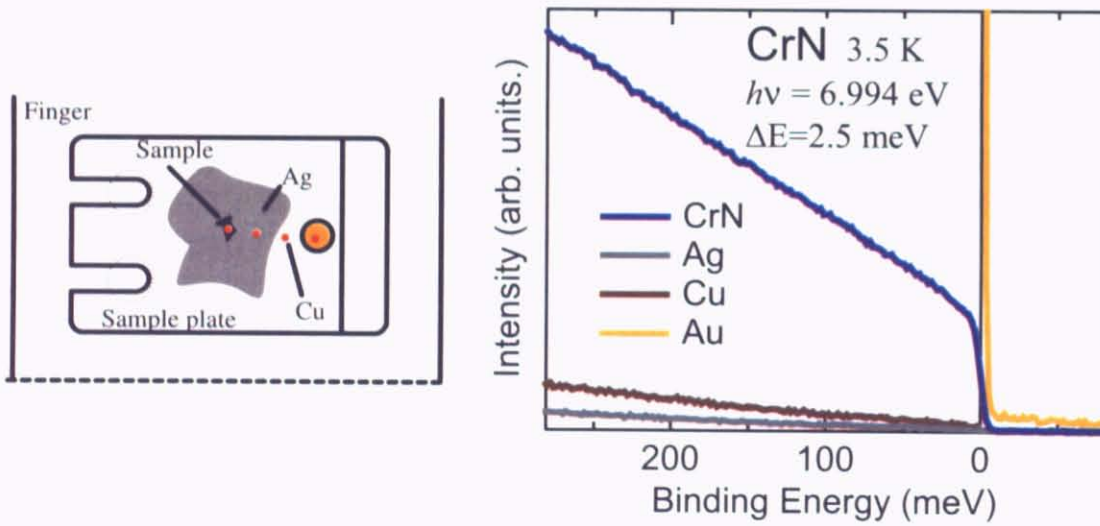 Finger
Sample
Ag
Sample plate
Cu
CrN 3.5 K
hν = 6.994 eV
ΔE=2.5 meV
CrN
Ag
Cu
Au
Intensity (arb. units.)
200 100 0
Binding Energy (meV)